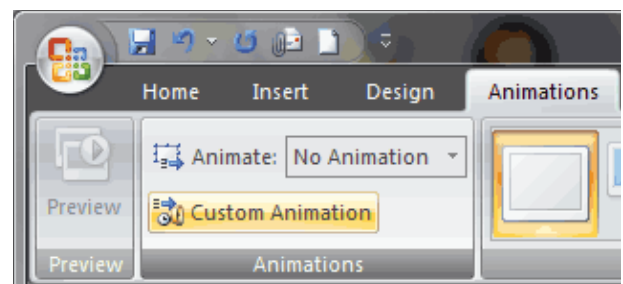 Home Insert Design Animations
Animate: No Animation
Preview Custom Animation
Preview Animations